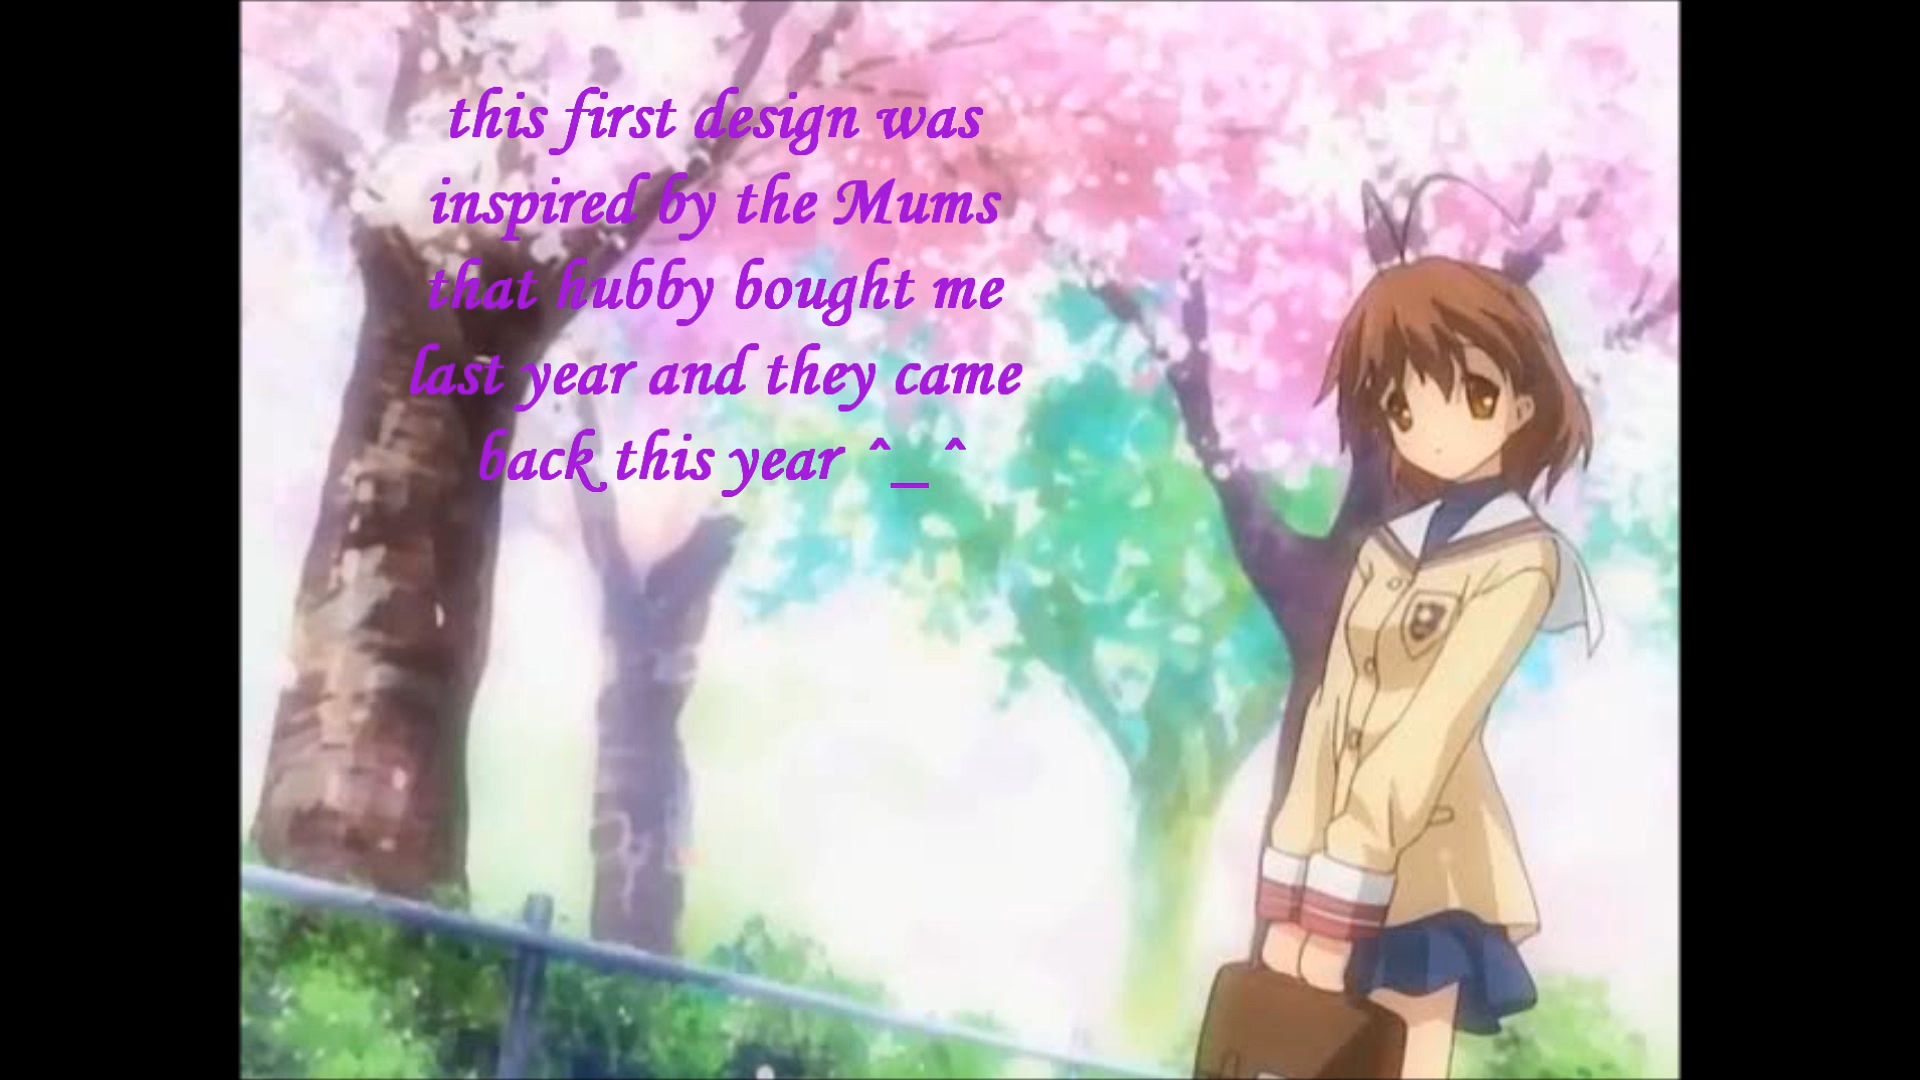 this first design was
inspired by the Mums
that hubby bought me
last year and they came
back this year ^_^